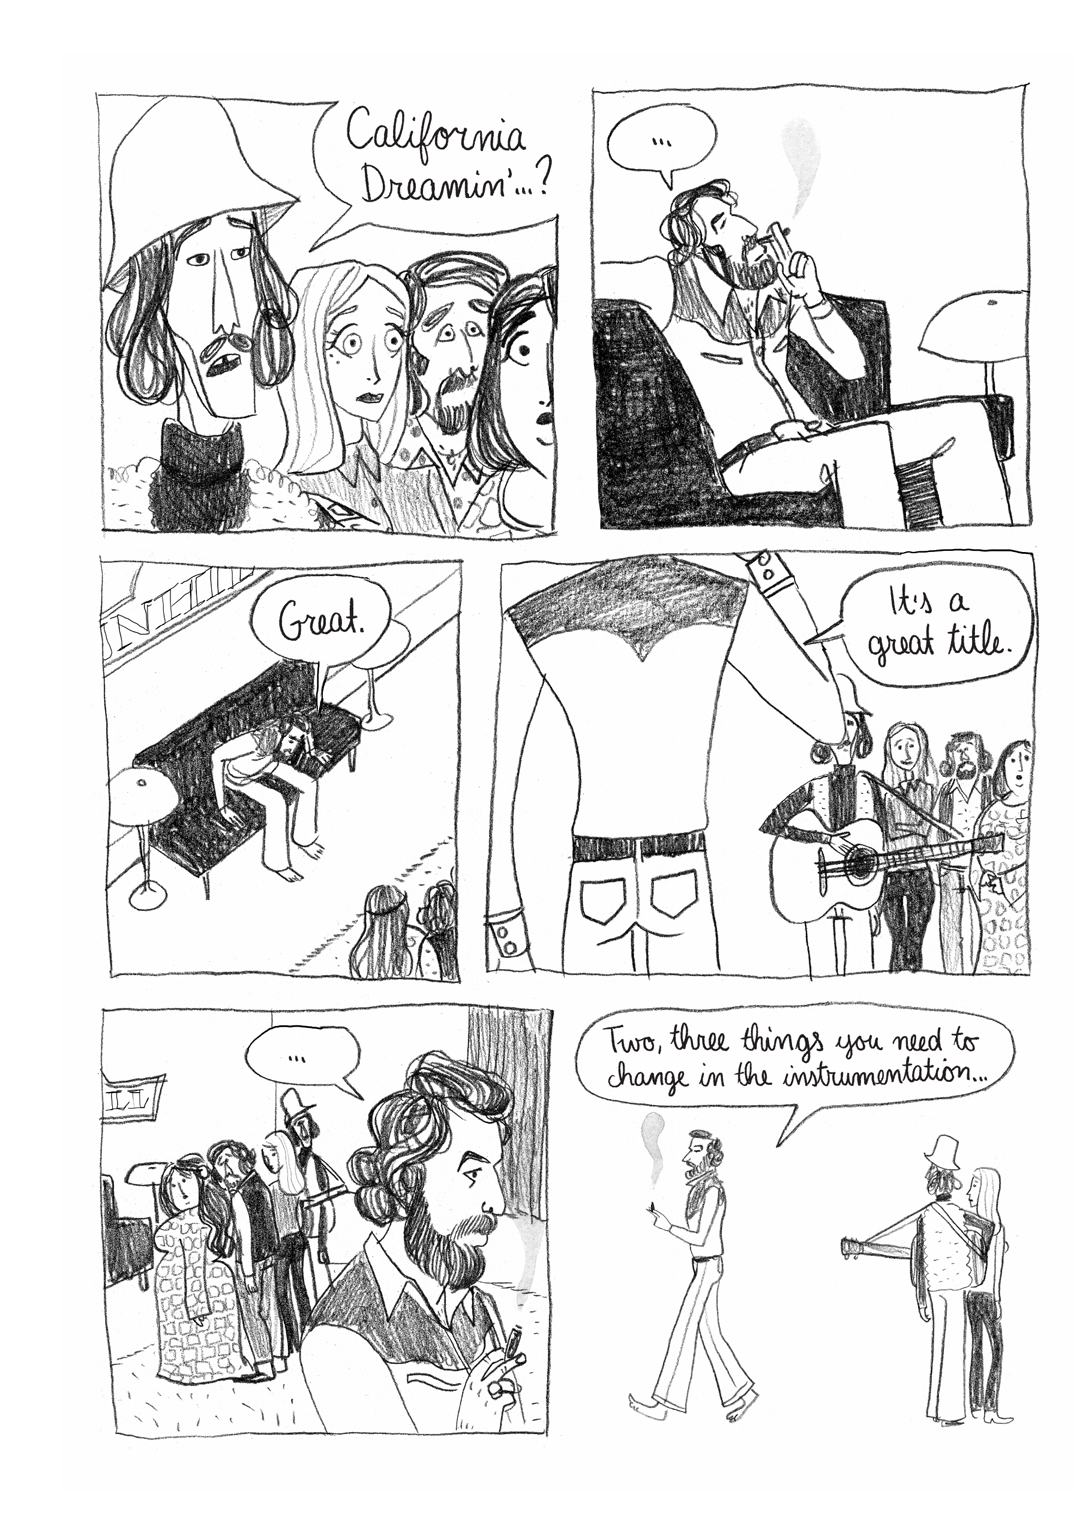 California
Dreamin'...?
...
Great.
It's a
great title.
...
Two, three things you need to
change in the instrumentation...